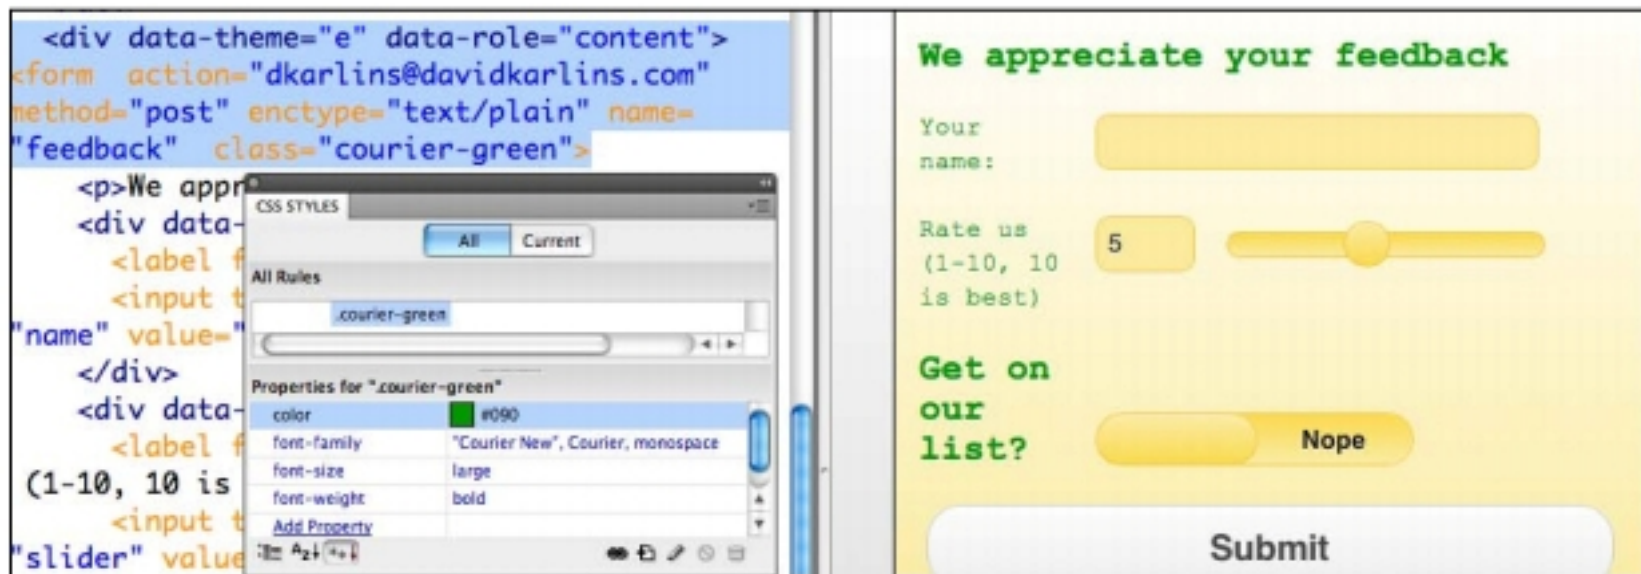 <div data-theme="e" data-role="content">
<form action="dkarlins@davidkarlins.com"
method="post" enctype="text/plain" name=
"feedback" class="courier-green">
<p>We appr
<div data-
<label f
<input t
"name" value="
</div>
<div data-
<label f
(1-10, 10 is
<input t
"slider" value
CSS STYLES
All Current
All Rules
.courier-green
Properties for ".courier-green"
color #090
font-family "Courier New", Courier, monospace
font-size large
font-weight bold
Add Property
We appreciate your feedback
Your
name:
Rate us
(1-10, 10
is best)
5
Get on
our
list?
Nope
Submit